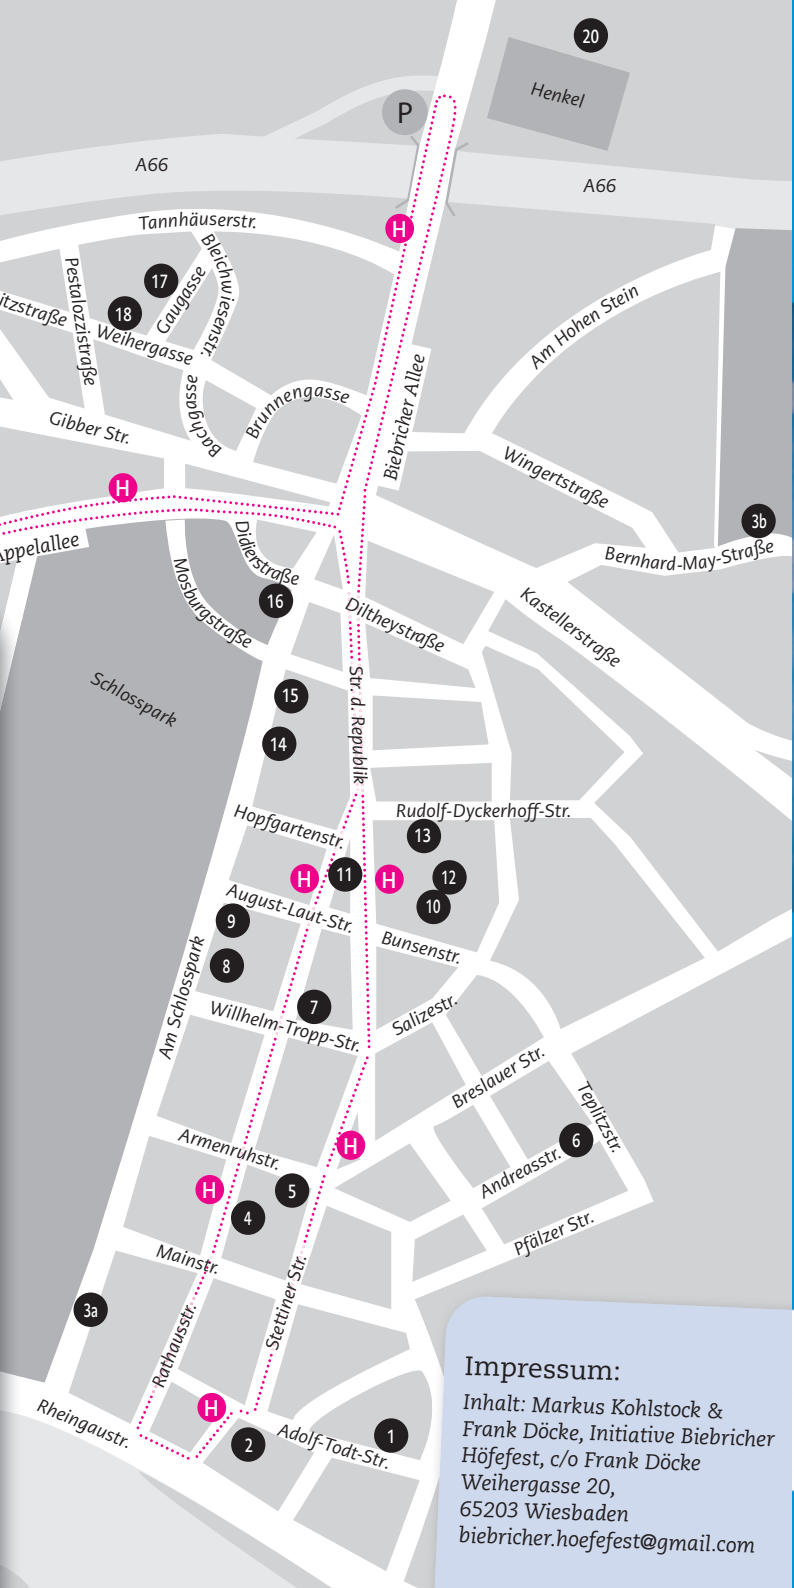 20
Henkel
P
A66
A66
Tannhäuserstr.
H
Bleichwiesenstr.
17
Gaugasse
Pestalozzistraße
18
itzstraße
Weihergasse
Am Hohen Stein
Biebricher Allee
Bachgasse
Brunnengasse
Gibber Str.
Wingertstraße
H
3b
Appelallee
Didierstraße
Bernhard-May-Straße
Mosburgstraße
16
Diltheystraße
Kastellerstraße
Schlosspark
15
Str. d. Republik
14
Hopfgartenstr.
Rudolf-Dyckerhoff-Str.
13
H
11
H
12
10
August-Laut-Str.
9
Bunsenstr.
8
Am Schlosspark
7
Willhelm-Tropp-Str.
Salizestr.
Breslauer Str.
Teplitzstr.
Armenruhstr.
H
6
Andreasstr.
H
5
4
Pfälzer Str.
Mainstr.
Stettiner Str.
3a
Rathausstr.
H
Rheingaustr.
2
Adolf-Todt-Str.
1
Impressum:
Inhalt: Markus Kohlstock &
Frank Döcke, Initiative Biebricher
Höfefest, c/o Frank Döcke
Weihergasse 20,
65203 Wiesbaden
biebricher.hoefefest@gmail.com